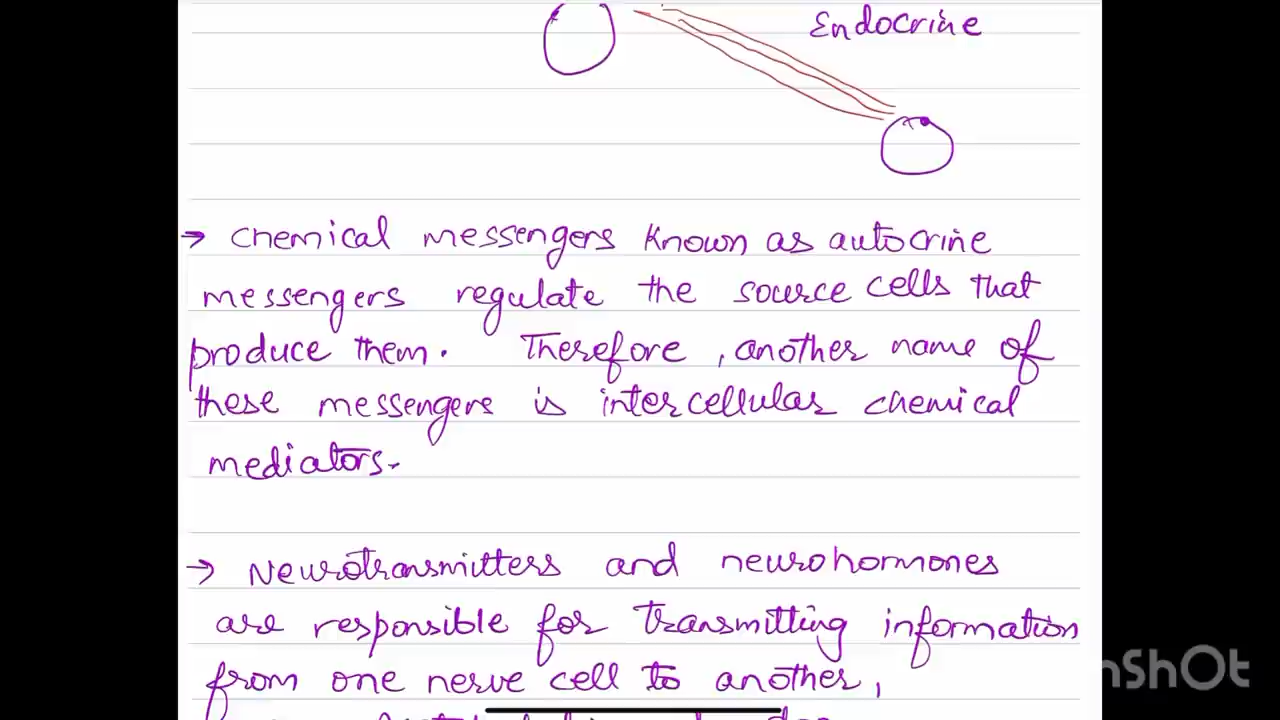 Endocrine
→ Chemical messengers known as autocrine
messengers regulate the source cells that
produce them. Therefore, another name of
these messengers is intercellular chemical
mediators.
→ Neurotransmitters and neurohormones
are responsible for transmitting information
from one nerve cell to another,
nShOt